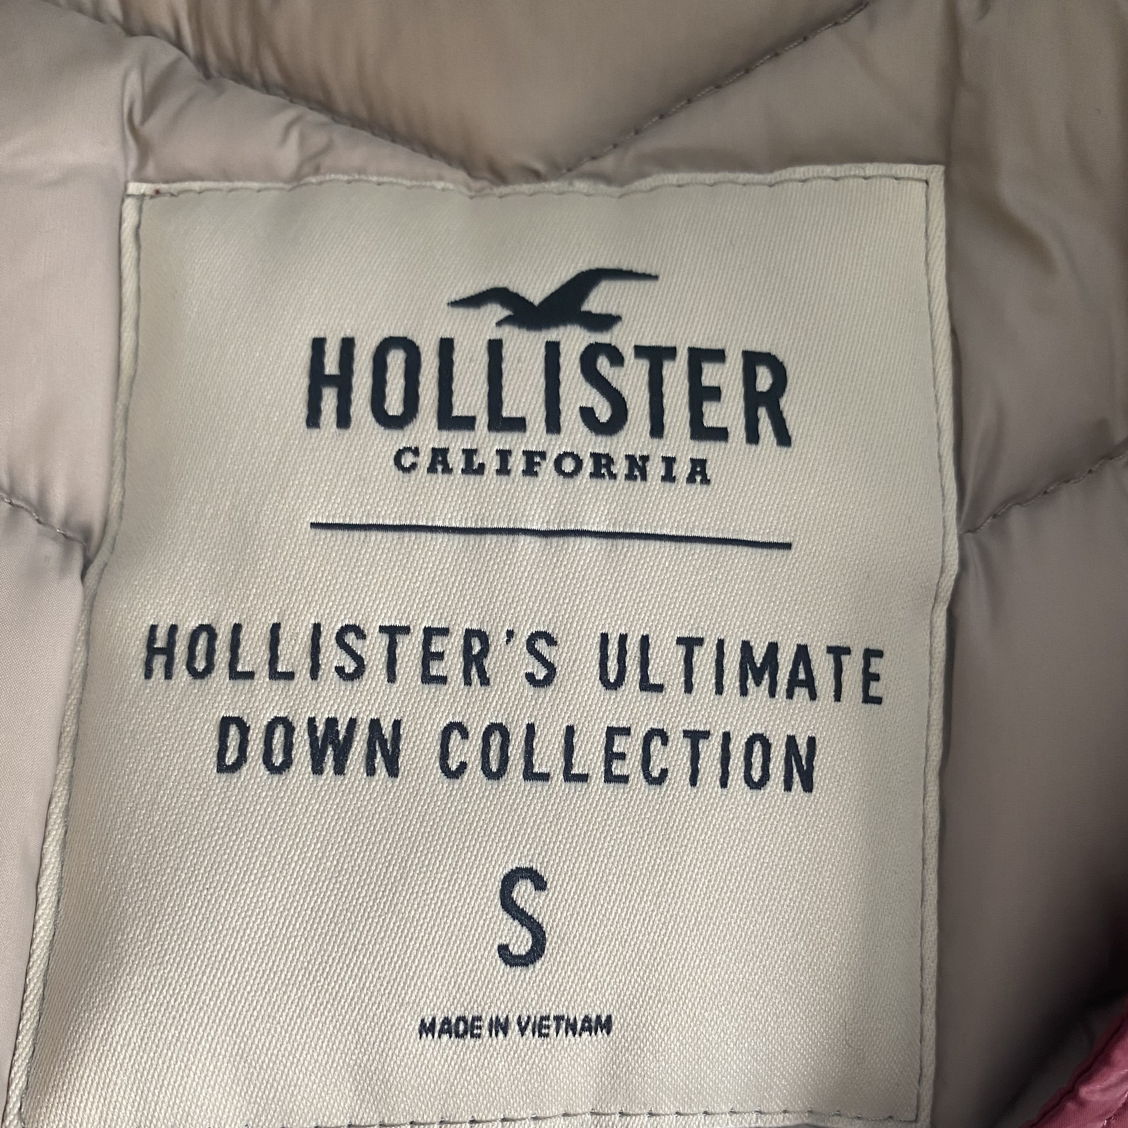 HOLLISTER
CALIFORNIA
HOLLISTER'S ULTIMATE
DOWN COLLECTION
S
MADE IN VIETNAM